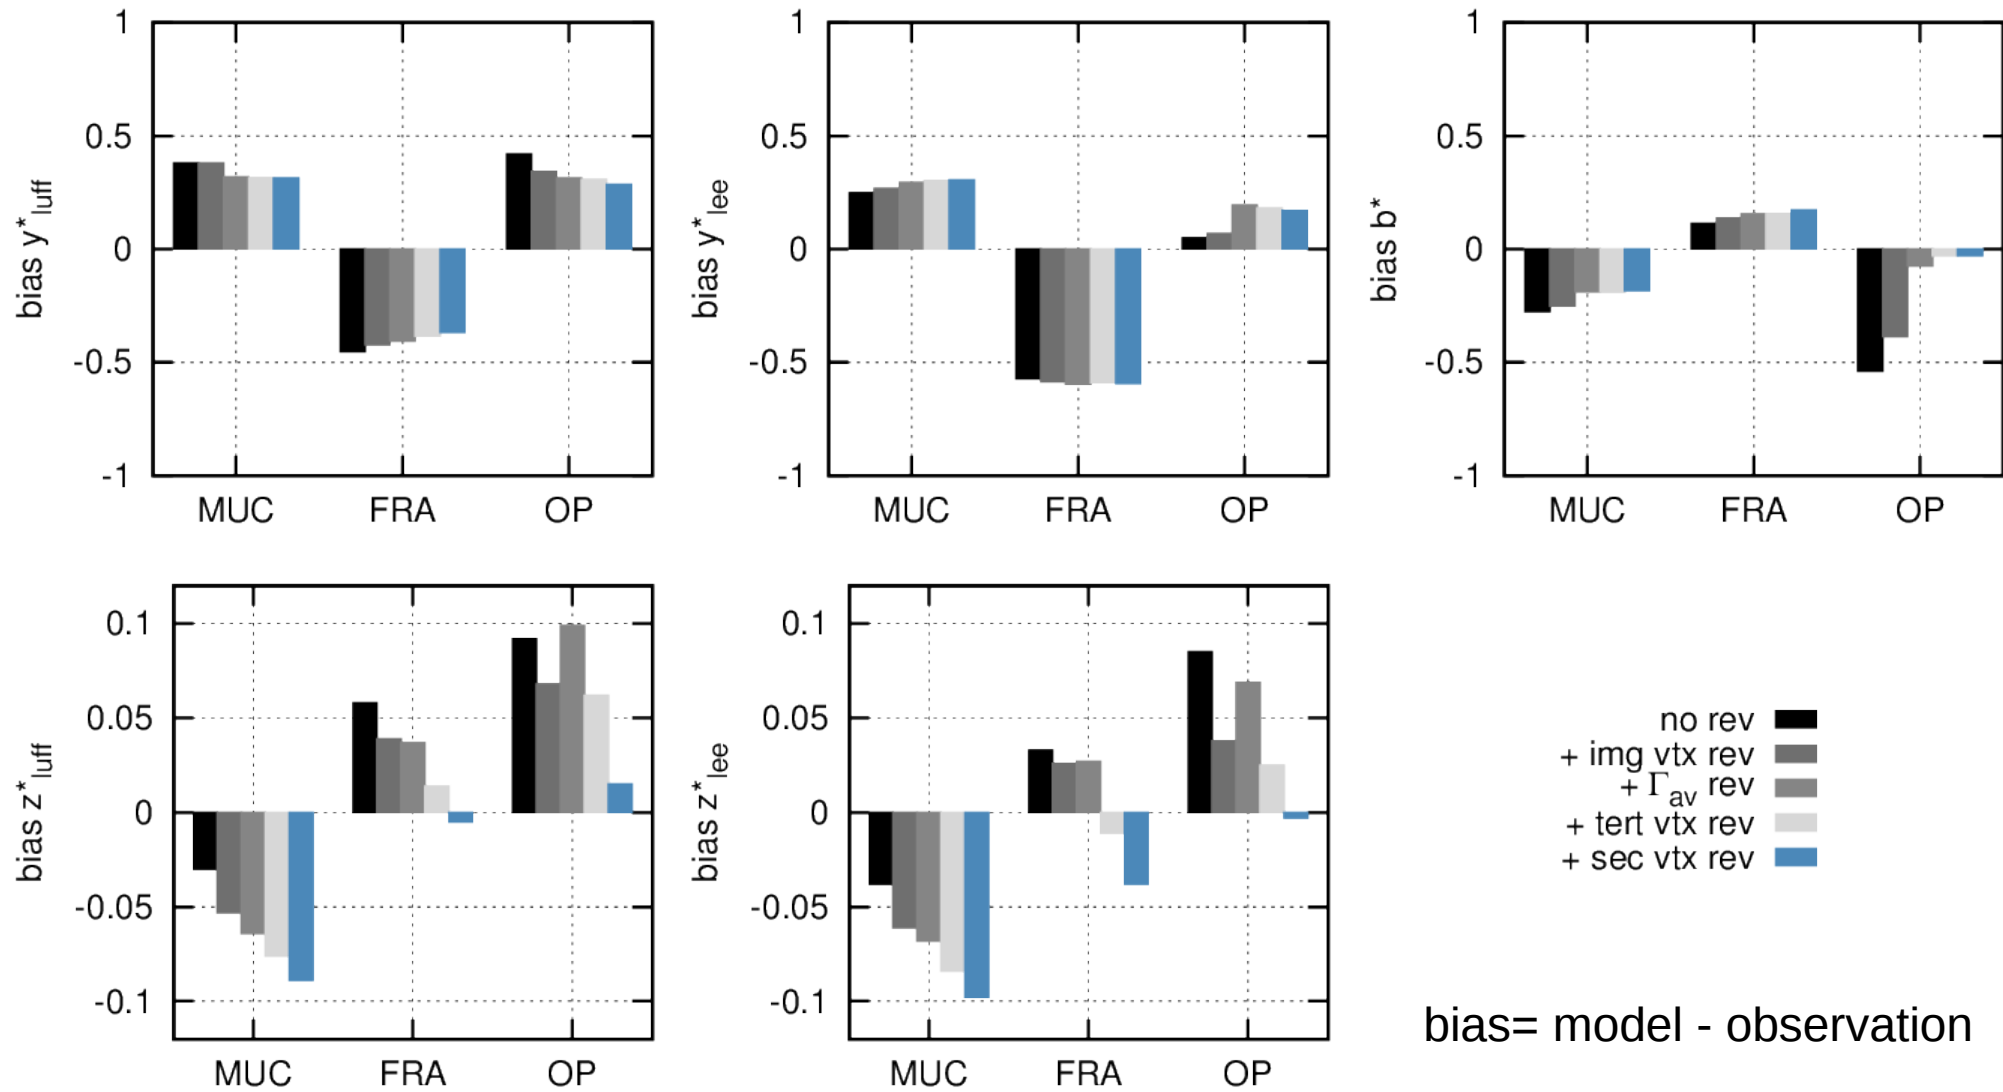 1
0.5
0
-0.5
-1
bias y*luff
MUC FRA OP
1
0.5
0
-0.5
-1
bias y*lee
MUC FRA OP
1
0.5
0
-0.5
-1
bias b*
MUC FRA OP
0.1
0.05
0
-0.05
-0.1
bias z*luff
MUC FRA OP
0.1
0.05
0
-0.05
-0.1
bias z*lee
MUC FRA OP
no rev
+ img vtx rev
+ Γav rev
+ tert vtx rev
+ sec vtx rev
bias= model - observation